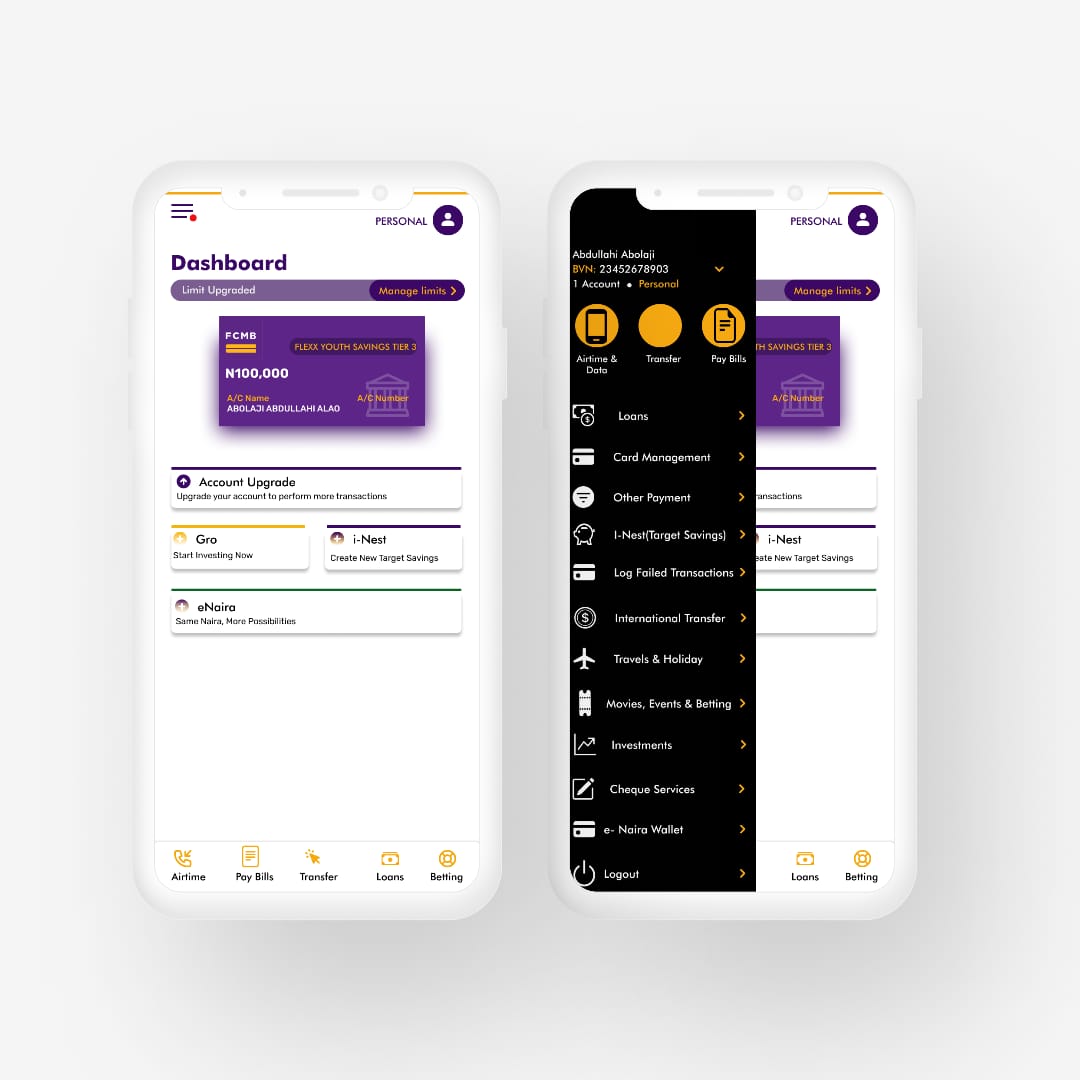 PERSONAL
Dashboard
Limit Upgraded
Manage limits
FCMB
FLEXX YOUTH SAVINGS TIER 3
N100,000
A/C Name
A/C Number
ABOLAJI ABDULLAHI ALAO
Account Upgrade
Upgrade your account to perform more transactions
Gro
Start Investing Now
i-Nest
Create New Target Savings
eNaira
Same Naira, More Possibilities
Airtime
Pay Bills
Transfer
Loans
Betting
PERSONAL
Abdullahi Abolaji
BVN: 23452678903
1 Account • Personal
Airtime &
Data
Transfer
Pay Bills
Loans
Card Management
Other Payment
I-Nest(Target Savings)
Log Failed Transactions
International Transfer
Travels & Holiday
Movies, Events & Betting
Investments
Cheque Services
e- Naira Wallet
Logout
Manage limits
TH SAVINGS TIER 3
A/C Number
ransactions
i-Nest
eate New Target Savings
Loans
Betting